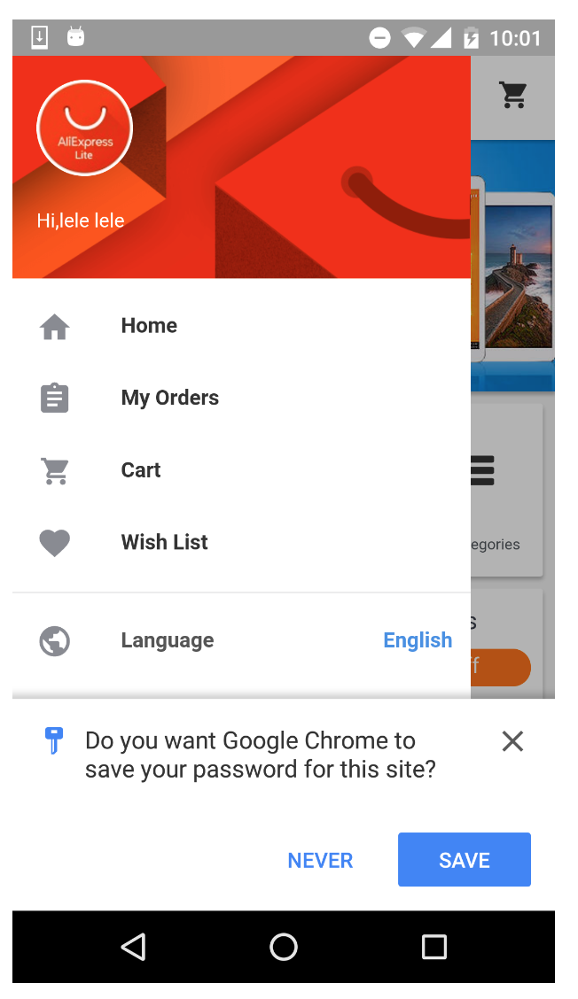 10:01
AliExpress
Lite
Hi,lele lele
Home
My Orders
Cart
Wish List
egories
Language
English
s
ff
Do you want Google Chrome to
save your password for this site?
NEVER
SAVE